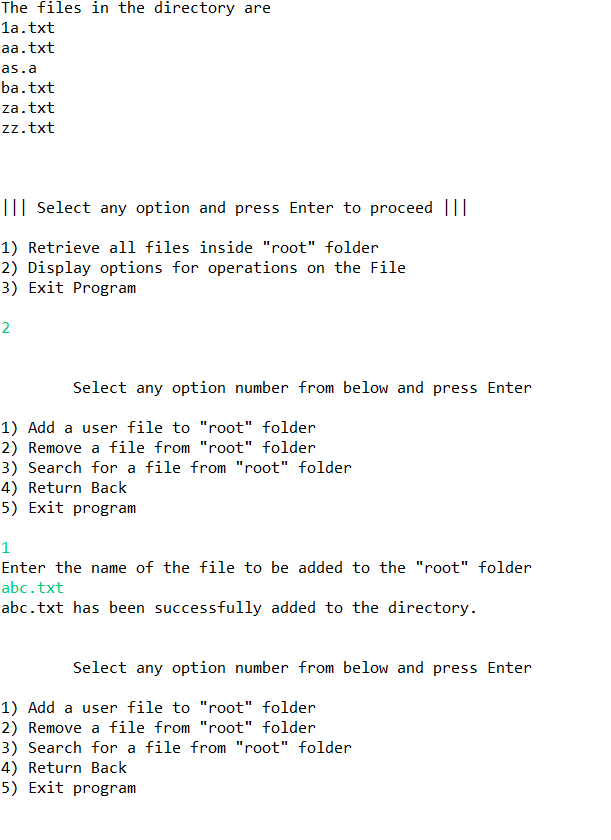 The files in the directory are
1a.txt
aa.txt
as.a
ba.txt
za.txt
zz.txt
||| Select any option and press Enter to proceed |||
1) Retrieve all files inside "root" folder
2) Display options for operations on the File
3) Exit Program
2
Select any option number from below and press Enter
1) Add a user file to "root" folder
2) Remove a file from "root" folder
3) Search for a file from "root" folder
4) Return Back
5) Exit program
1
Enter the name of the file to be added to the "root" folder
abc.txt
abc.txt has been successfully added to the directory.
Select any option number from below and press Enter
1) Add a user file to "root" folder
2) Remove a file from "root" folder
3) Search for a file from "root" folder
4) Return Back
5) Exit program